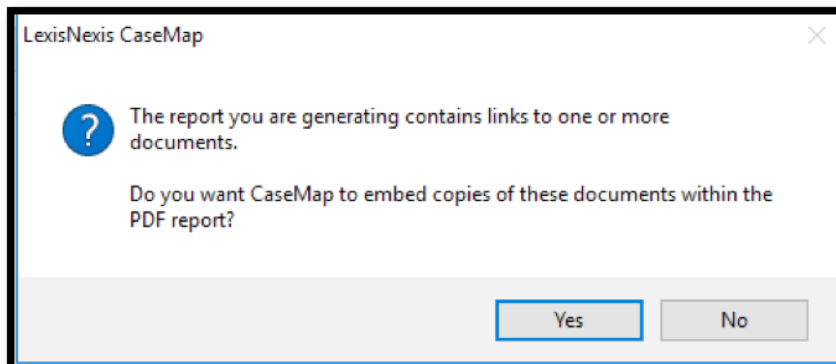 LexisNexis CaseMap
The report you are generating contains links to one or more
documents.
Do you want CaseMap to embed copies of these documents within the
PDF report?
Yes
No